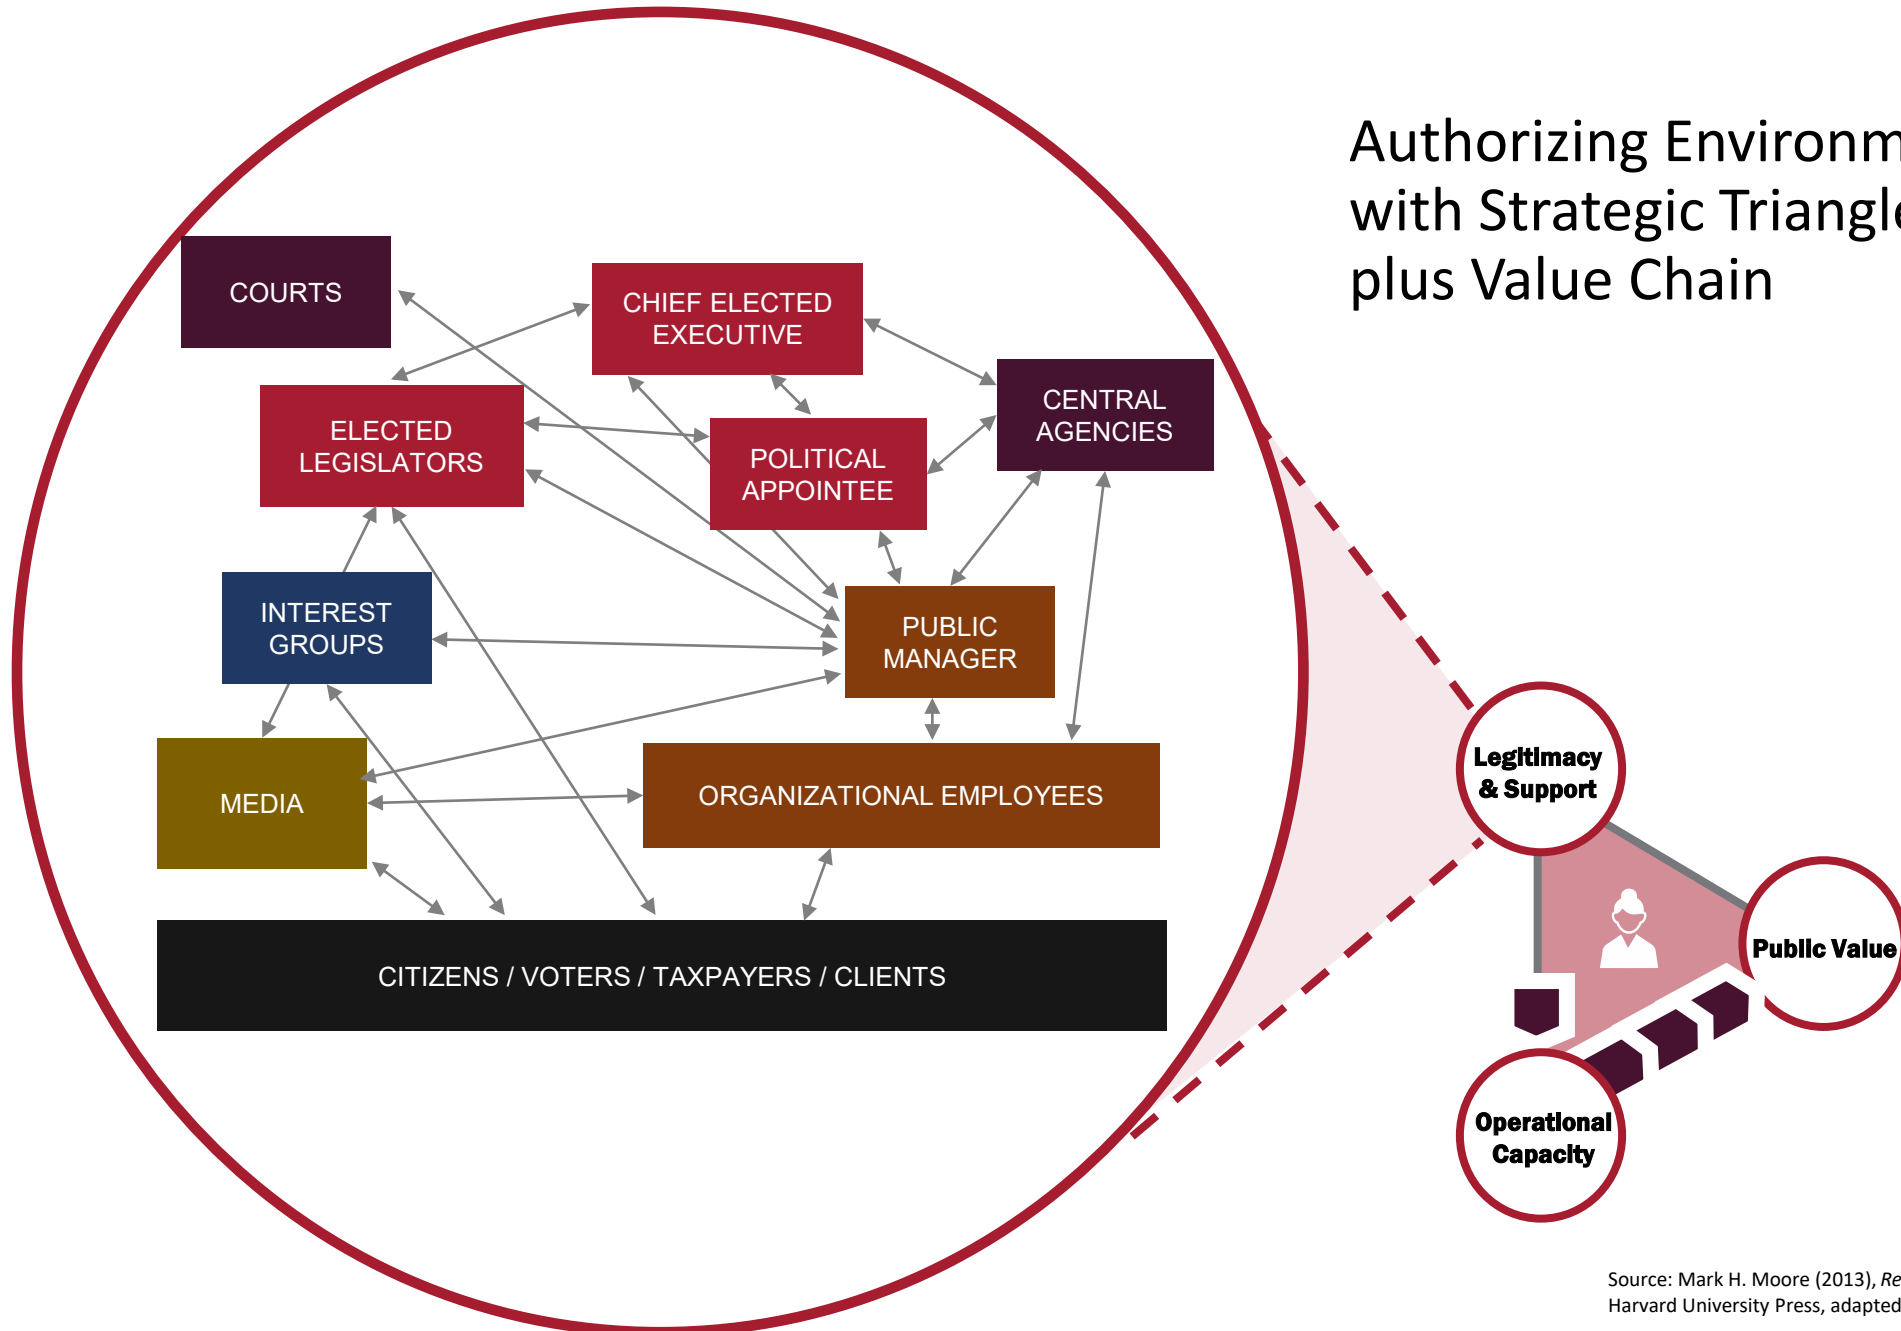 Authorizing Environm
with Strategic Triangle
plus Value Chain
COURTS
CHIEF ELECTED
EXECUTIVE
CENTRAL
AGENCIES
ELECTED
LEGISLATORS
POLITICAL
APPOINTEE
INTEREST
GROUPS
PUBLIC
MANAGER
MEDIA
ORGANIZATIONAL EMPLOYEES
CITIZENS / VOTERS / TAXPAYERS / CLIENTS
Legitimacy
& Support
Public Value
Operational
Capacity
Source: Mark H. Moore (2013), Re
Harvard University Press, adapted